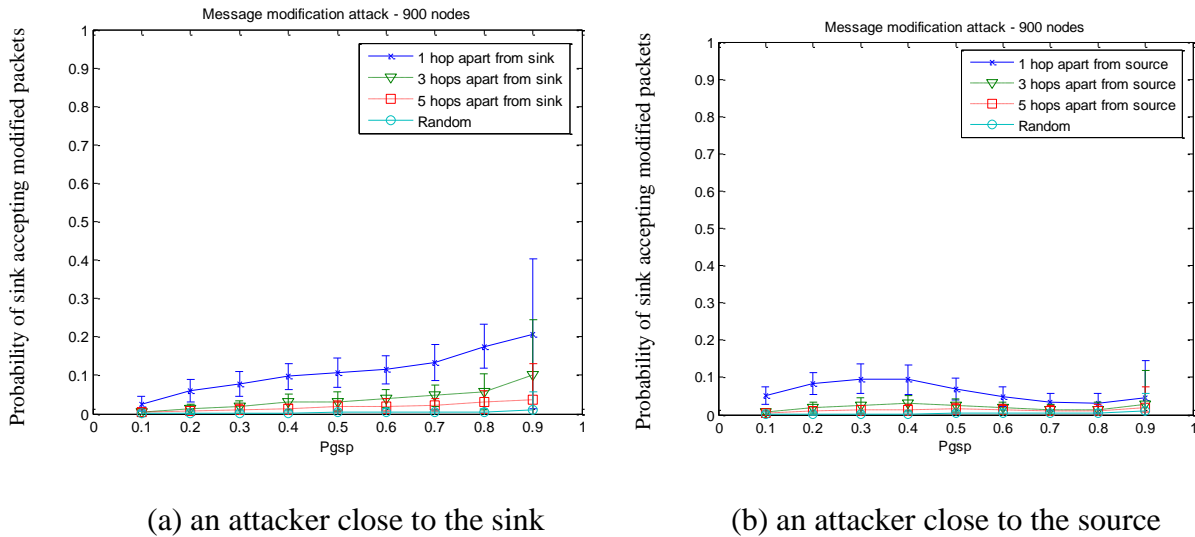 Message modification attack - 900 nodes
Probability of sink accepting modified packets
1
0.9
0.8
0.7
0.6
0.5
0.4
0.3
0.2
0.1
0
1 hop apart from sink
3 hops apart from sink
5 hops apart from sink
Random
0 0.1 0.2 0.3 0.4 0.5 0.6 0.7 0.8 0.9 1
Pgsp
(a) an attacker close to the sink
Message modification attack - 900 nodes
Probability of sink accepting modified packets
1
0.9
0.8
0.7
0.6
0.5
0.4
0.3
0.2
0.1
0
1 hop apart from source
3 hops apart from source
5 hops apart from source
Random
0 0.1 0.2 0.3 0.4 0.5 0.6 0.7 0.8 0.9 1
Pgsp
(b) an attacker close to the source